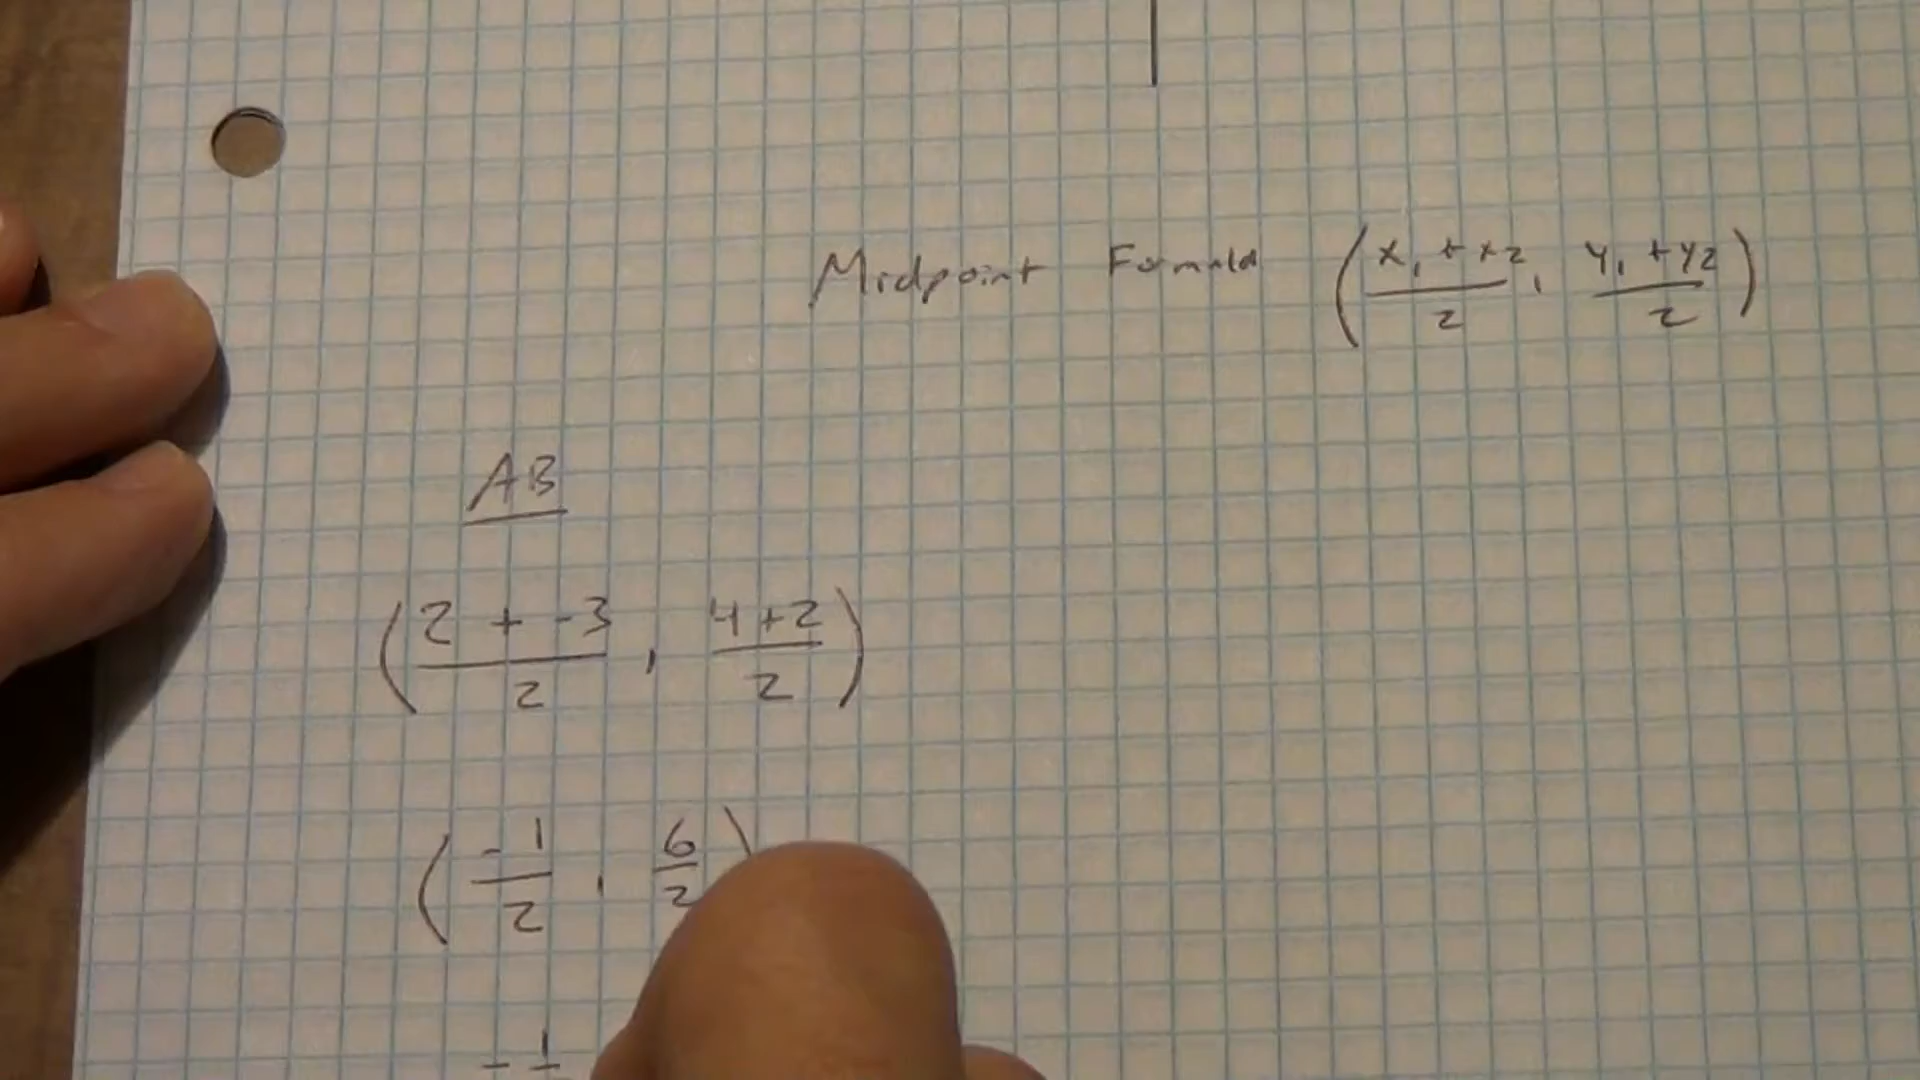 Midpoint Formula (x₁ + x₂ / 2, y₁ + y₂ / 2)
AB
(2 + -3 / 2, 4 + 2 / 2)
(-1 / 2, 6 / 2)
-1